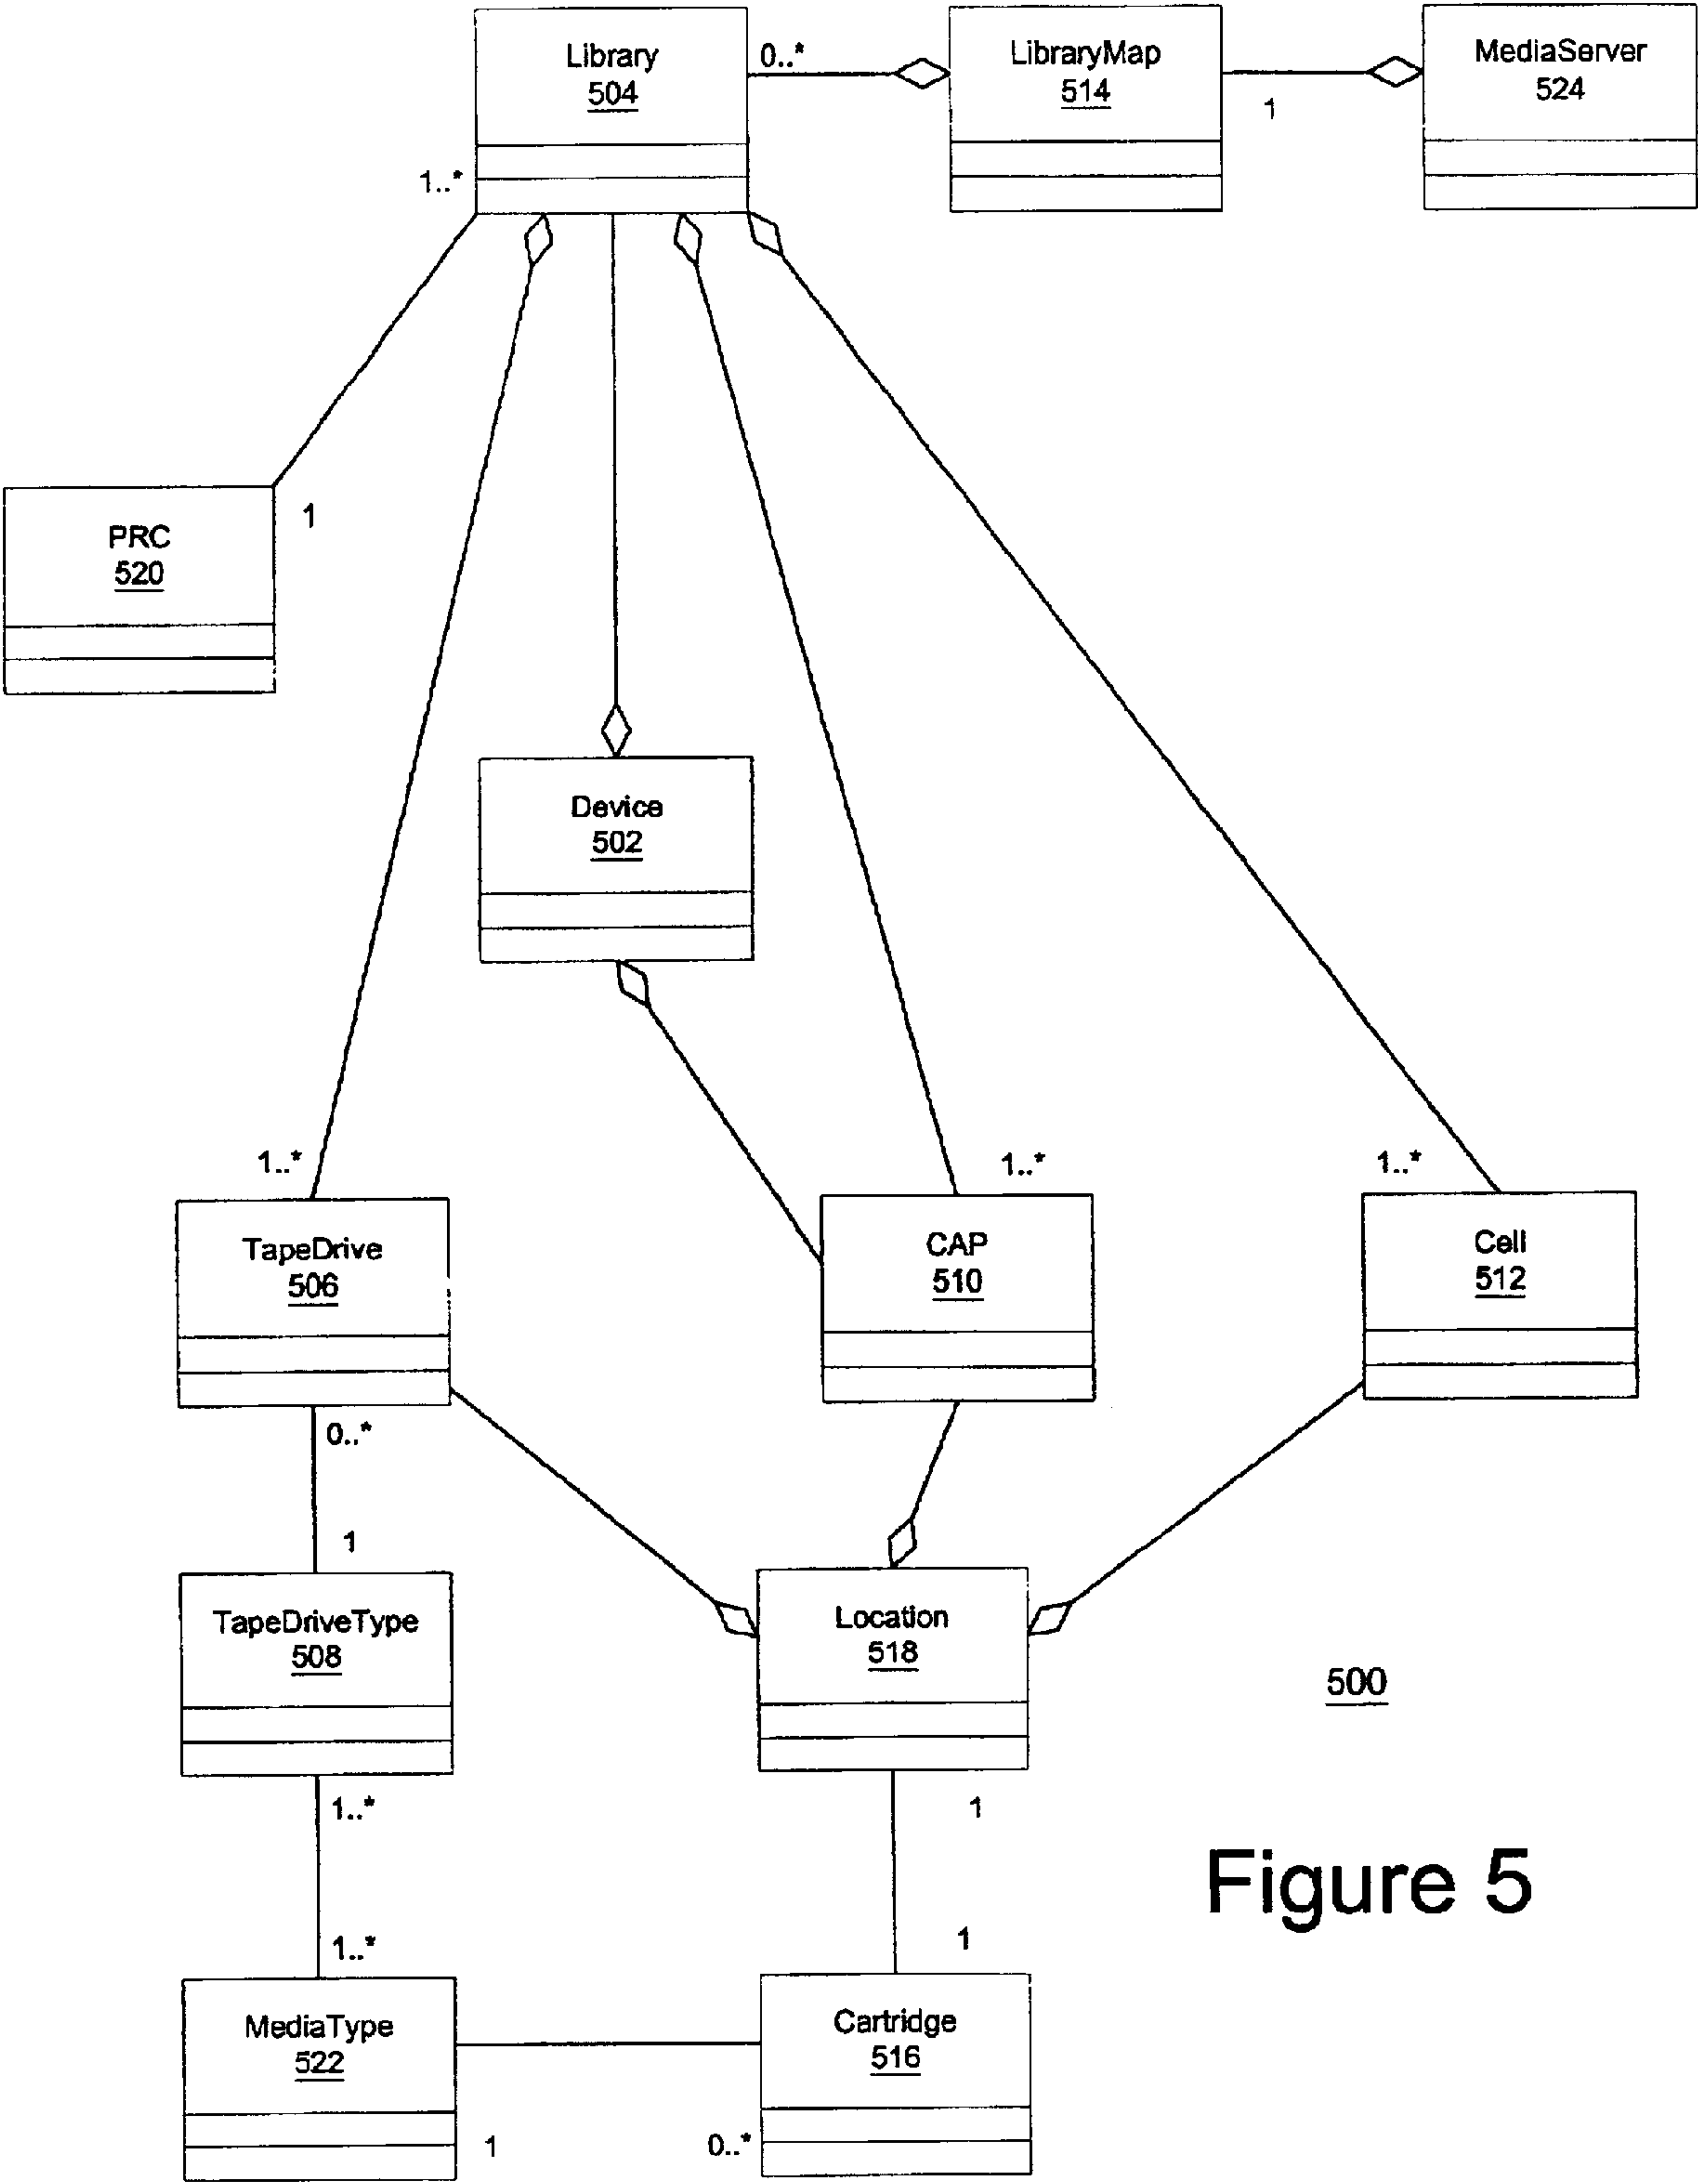 Library
504
0..*
LibraryMap
514
1
MediaServer
524
1..*
PRC
520
1
Device
502
1..*
1..*
1..*
TapeDrive
506
CAP
510
Cell
512
0..*
1
TapeDriveType
508
Location
518
500
1..*
1
Figure 5
1..*
1
MediaType
522
Cartridge
516
1
0..*